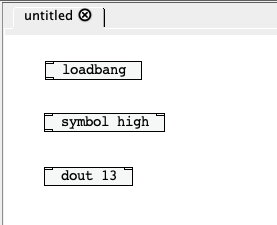 untitled
loadbang
symbol high
dout 13